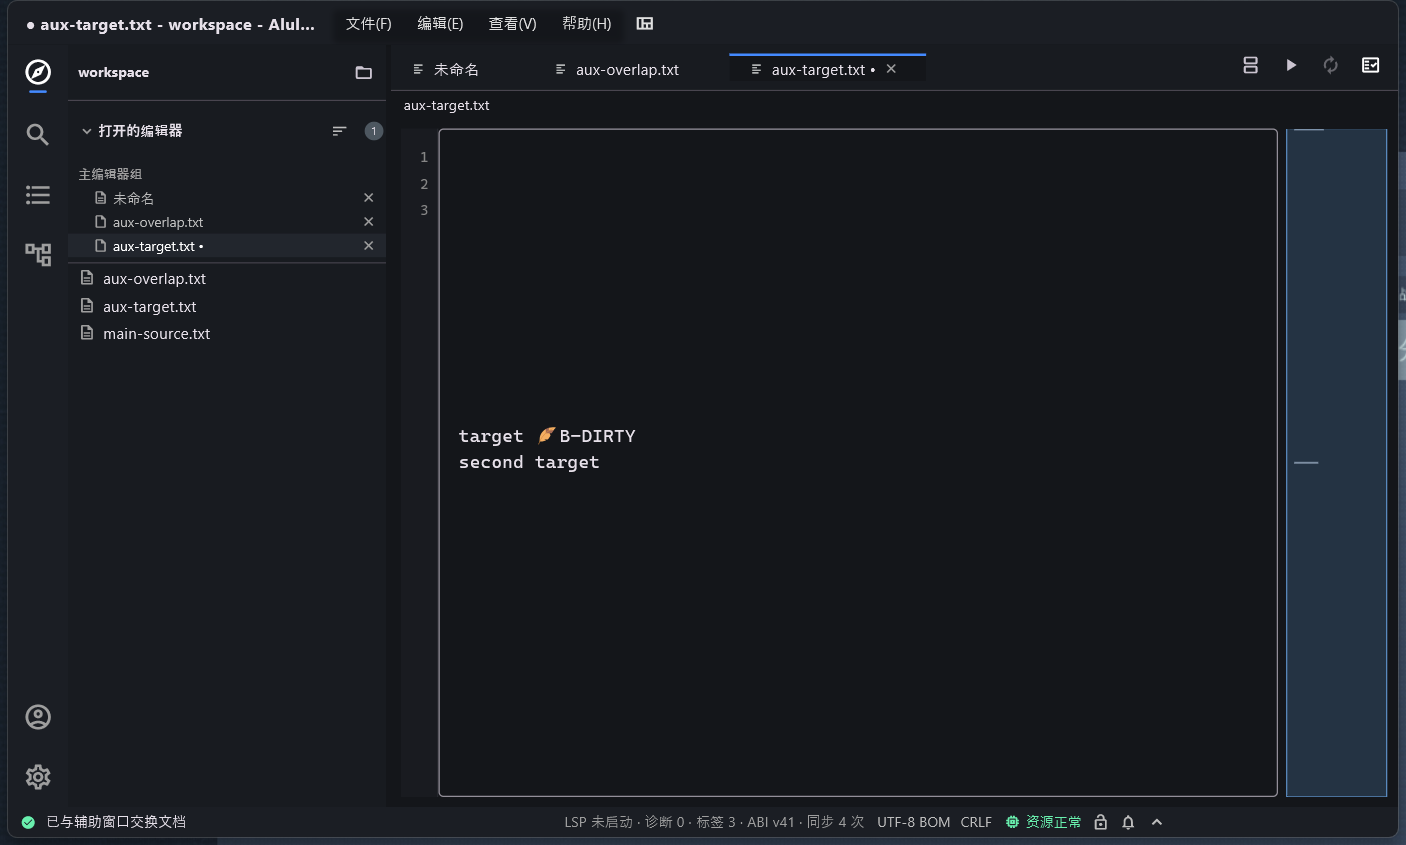 ● aux-target.txt - workspace - Alul...
文件(F) 编辑(E) 查看(V) 帮助(H)
workspace
未命名
aux-overlap.txt
aux-target.txt •
aux-target.txt
打开的编辑器
1
主编辑器组
未命名
aux-overlap.txt
aux-target.txt •
aux-overlap.txt
aux-target.txt
main-source.txt
1
2
3
target 🍂B-DIRTY
second target
已与辅助窗口交换文档
LSP 未启动 · 诊断 0 · 标签 3 · ABI v41 · 同步 4 次 UTF-8 BOM CRLF 资源正常